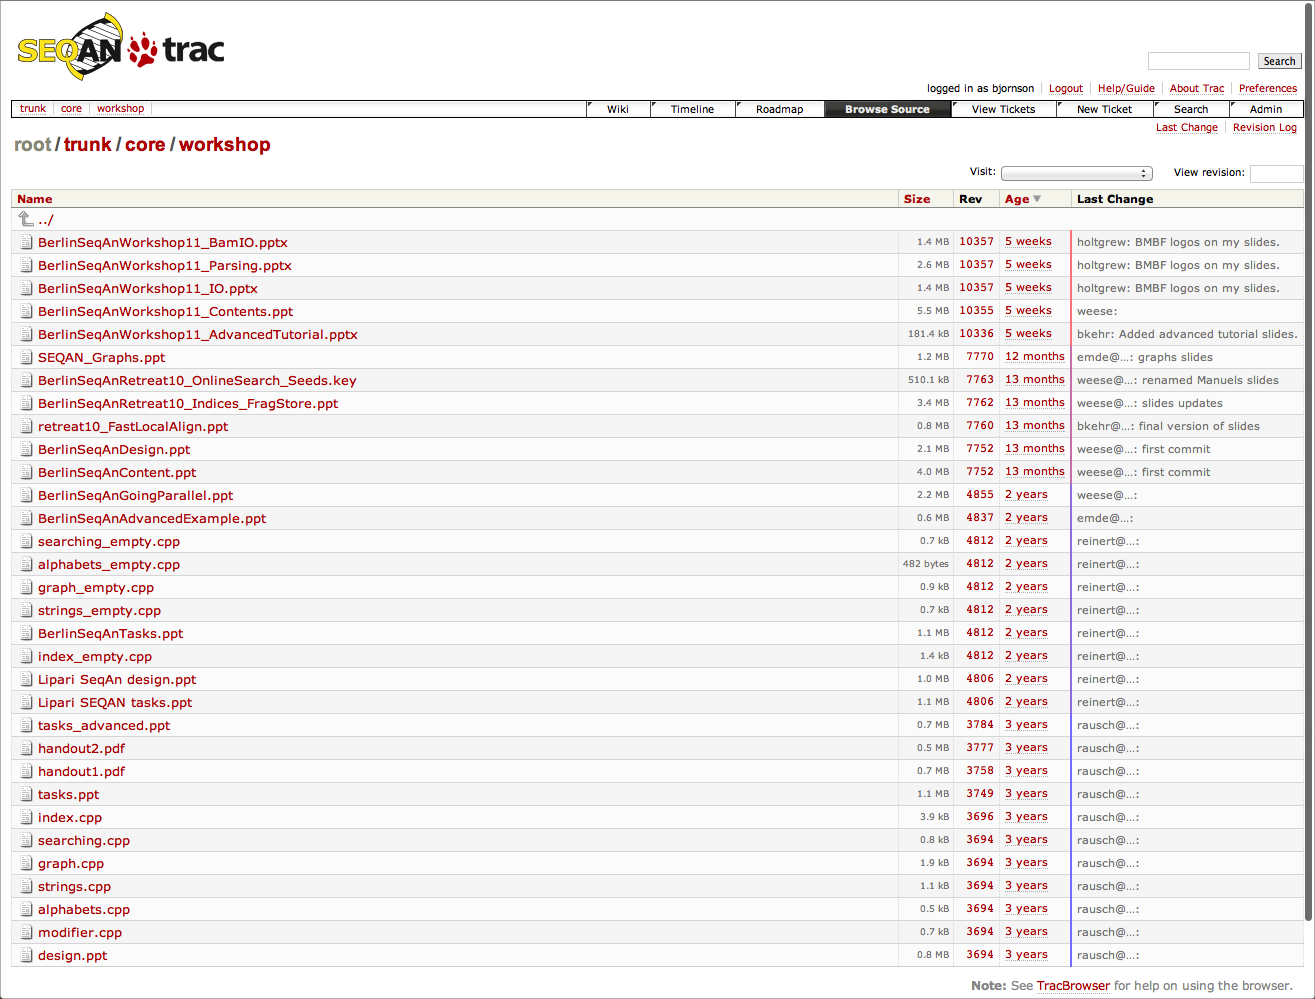 SEQAN trac
Search
logged in as bjornson Logout Help/Guide About Trac Preferences
trunk core workshop Wiki Timeline Roadmap Browse Source View Tickets New Ticket Search Admin
Last Change Revision Log
root / trunk / core / workshop
Visit: View revision:
Name Size Rev Age Last Change
../
BerlinSeqAnWorkshop11_BamIO.pptx 1.4 MB 10357 5 weeks holtgrew: BMBF logos on my slides.
BerlinSeqAnWorkshop11_Parsing.pptx 2.6 MB 10357 5 weeks holtgrew: BMBF logos on my slides.
BerlinSeqAnWorkshop11_IO.pptx 1.4 MB 10357 5 weeks holtgrew: BMBF logos on my slides.
BerlinSeqAnWorkshop11_Contents.ppt 5.5 MB 10355 5 weeks weese:
BerlinSeqAnWorkshop11_AdvancedTutorial.pptx 181.4 kB 10336 5 weeks bkehr: Added advanced tutorial slides.
SEQAN_Graphs.ppt 1.2 MB 7770 12 months emde@…: graphs slides
BerlinSeqAnRetreat10_OnlineSearch_Seeds.key 510.1 kB 7763 13 months weese@…: renamed Manuels slides
BerlinSeqAnRetreat10_Indices_FragStore.ppt 3.4 MB 7762 13 months weese@…: slides updates
retreat10_FastLocalAlign.ppt 0.8 MB 7760 13 months bkehr@…: final version of slides
BerlinSeqAnDesign.ppt 2.1 MB 7752 13 months weese@…: first commit
BerlinSeqAnContent.ppt 4.0 MB 7752 13 months weese@…: first commit
BerlinSeqAnGoingParallel.ppt 2.2 MB 4855 2 years weese@…:
BerlinSeqAnAdvancedExample.ppt 0.6 MB 4837 2 years emde@…:
searching_empty.cpp 0.7 kB 4812 2 years reinert@…:
alphabets_empty.cpp 482 bytes 4812 2 years reinert@…:
graph_empty.cpp 0.9 kB 4812 2 years reinert@…:
strings_empty.cpp 0.7 kB 4812 2 years reinert@…:
BerlinSeqAnTasks.ppt 1.1 MB 4812 2 years reinert@…:
index_empty.cpp 1.4 kB 4812 2 years reinert@…:
Lipari SeqAn design.ppt 1.0 MB 4806 2 years reinert@…:
Lipari SEQAN tasks.ppt 1.1 MB 4806 2 years reinert@…:
tasks_advanced.ppt 0.7 MB 3784 3 years rausch@…:
handout2.pdf 0.5 MB 3777 3 years rausch@…:
handout1.pdf 0.7 MB 3758 3 years rausch@…:
tasks.ppt 1.1 MB 3749 3 years rausch@…:
index.cpp 3.9 kB 3696 3 years rausch@…:
searching.cpp 0.8 kB 3694 3 years rausch@…:
graph.cpp 1.9 kB 3694 3 years rausch@…:
strings.cpp 1.1 kB 3694 3 years rausch@…:
alphabets.cpp 0.5 kB 3694 3 years rausch@…:
modifier.cpp 0.7 kB 3694 3 years rausch@…:
design.ppt 0.8 MB 3694 3 years rausch@…:
Note: See TracBrowser for help on using the browser.